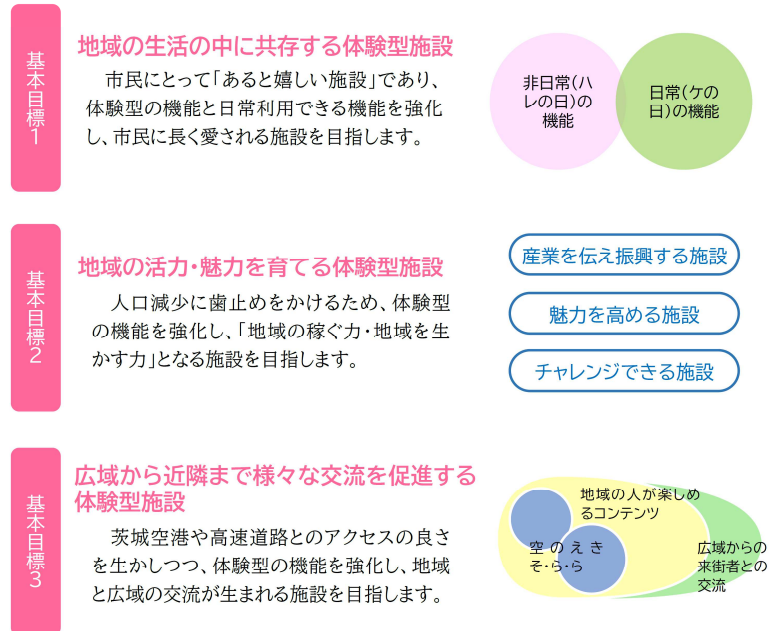 基本目標1
地域の生活の中に共存する体験型施設
市民にとって「あると嬉しい施設」であり、
体験型の機能と日常利用できる機能を強化
し、市民に長く愛される施設を目指します。
非日常(ハ
レの日)の
機能
日常(ケの
日)の機能
基本目標2
地域の活力・魅力を育てる体験型施設
人口減少に歯止めをかけるため、体験型
の機能を強化し、「地域の稼ぐ力・地域を生
かす力」となる施設を目指します。
産業を伝え振興する施設
魅力を高める施設
チャレンジできる施設
基本目標3
広域から近隣まで様々な交流を促進する
体験型施設
茨城空港や高速道路とのアクセスの良さ
を生かしつつ、体験型の機能を強化し、地域
と広域の交流が生まれる施設を目指します。
地域の人が楽しめ
るコンテンツ
空のえき
そ・ら・ら
広域からの
来街者との
交流